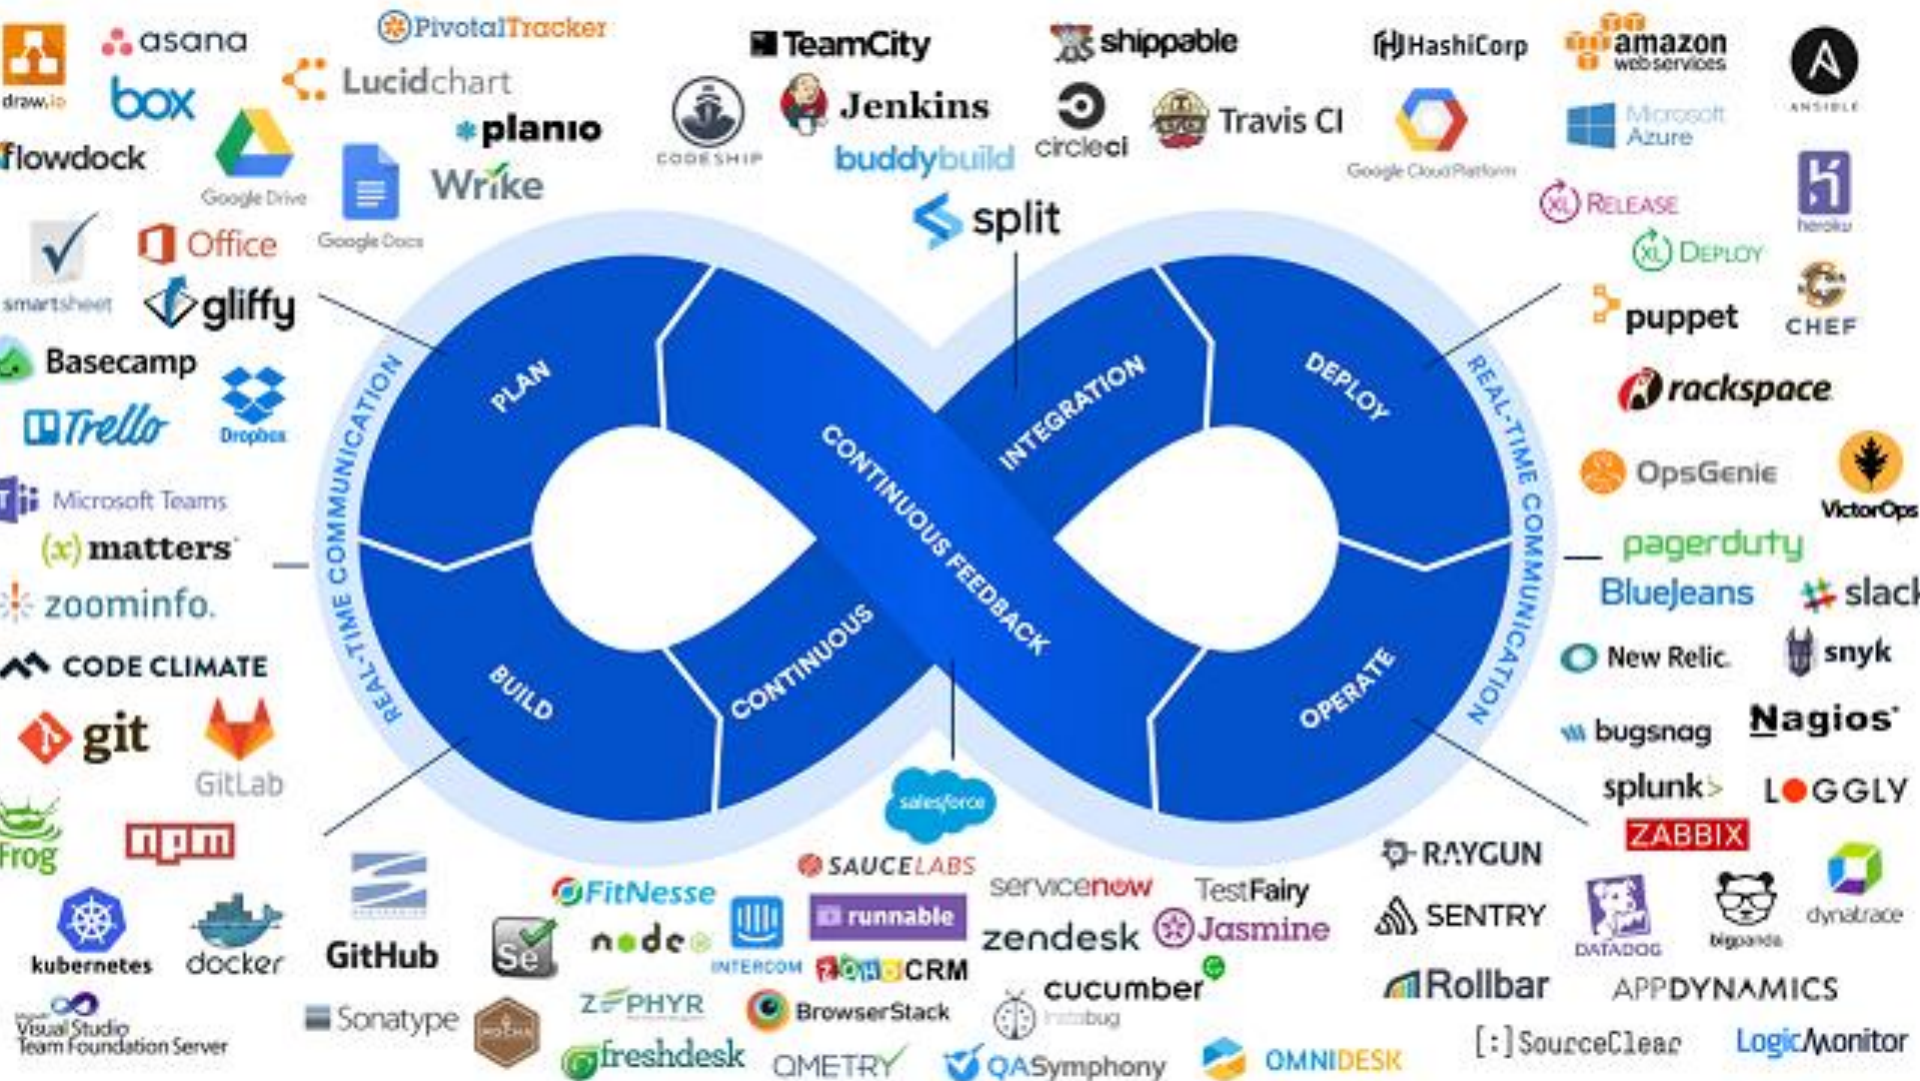 draw.io
asana
PivotalTracker
box
Lucidchart
flowdock
Google Drive
planio
Google Docs
Wrike
smartsheet
Office
gliffy
Basecamp
Trello
Dropbox
TeamCity
CODESHIP
Jenkins
buddybuild
shippable
circleci
Travis CI
split
HashiCorp
amazon
webservices
ANSIBLE
Google Cloud Platform
Microsoft
Azure
XL RELEASE
heroku
XL DEPLOY
puppet
CHEF
rackspace
PLAN
BUILD
CONTINUOUS
INTEGRATION
CONTINUOUS FEEDBACK
DEPLOY
OPERATE
REAL-TIME COMMUNICATION
REAL-TIME COMMUNICATION
Microsoft Teams
(x) matters
zoominfo.
OpsGenie
VictorOps
pagerduty
BlueJeans
slack
CODE CLIMATE
git
GitLab
Frog
npm
kubernetes
docker
GitHub
Visual Studio
Team Foundation Server
Sonatype
salesforce
SAUCELABS
FitNesse
Se
node
INTERCOM
runnable
servicenow
TestFairy
zendesk
Jasmine
ZOHO CRM
MOCHA
ZEPHYR
BrowserStack
cucumber
instabug
freshdesk
QMETRY
QASymphony
OMNIDESK
New Relic.
snyk
bugsnag
Nagios
splunk>
LOGGLY
ZABBIX
RAYGUN
SENTRY
DATADOG
bigpanda
dynatrace
Rollbar
APPDYNAMICS
[:]SourceClear
LogicMonitor